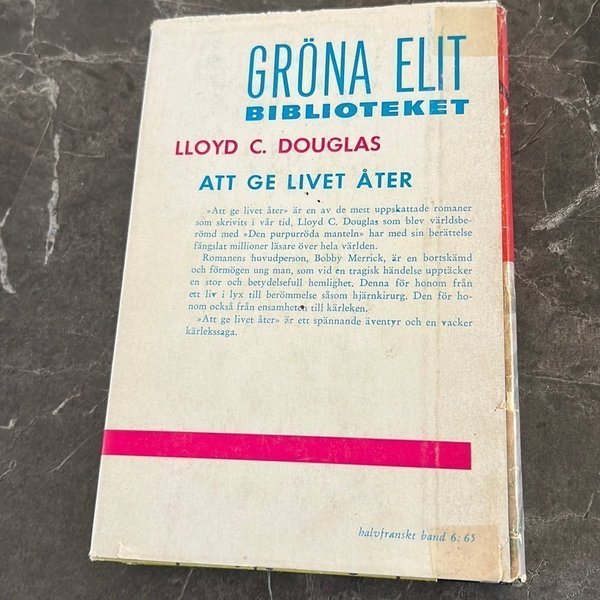 GRÖNA ELIT
BIBLIOTEKET
LLOYD C. DOUGLAS
ATT GE LIVET ÅTER
»Att ge livet åter» är en av de mest uppskattade romaner
som skrivits i vår tid, Lloyd C. Douglas som blev världsbe-
römd med »Den purpurröda manteln» har med sin berättelse
fängslat millioner läsare över hela världen.
Romanens huvudperson, Bobby Merrick, är en bortskämd
och förmögen ung man, som vid en tragisk händelse upptäcker
en stor och betydelsefull hemlighet. Denna för honom från
ett liv i lyx till berömmelse såsom hjärnkirurg. Den för ho-
nom också från ensamheten till kärleken.
»Att ge livet åter» är ett spännande äventyr och en vacker
kärlekssaga.
halvfranskt band 6:65